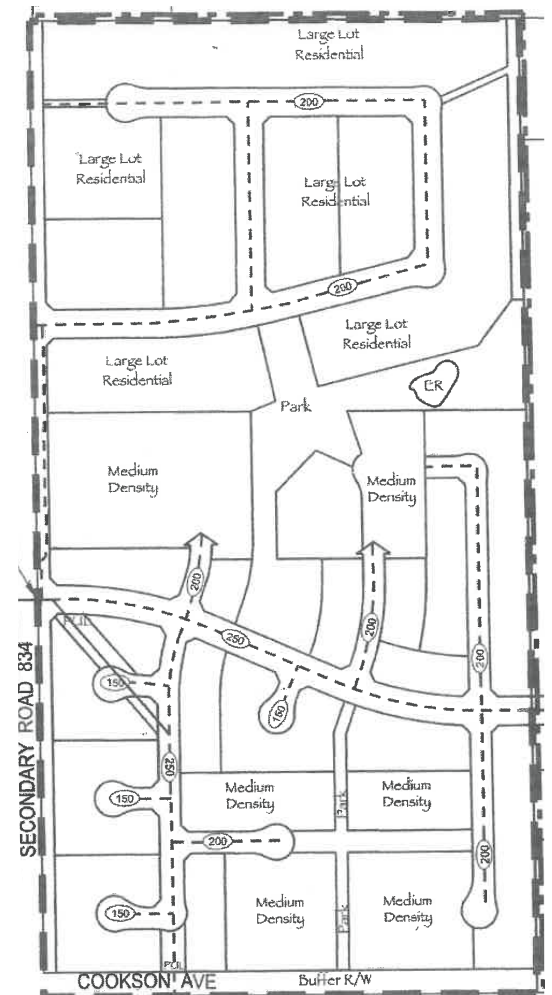 Large Lot
Residential
200
Large Lot
Residential
Large Lot
Residential
200
Large Lot
Residential
Large Lot
Residential
ER
Park
Medium
Density
Medium
Density
200
PUL
250
200
200
150
150
SECONDARY ROAD 834
250
Medium
Density
Medium
Density
150
Park
200
200
Medium
Density
Medium
Density
150
Park
PUL
COOKSON AVE
Buffer R/W